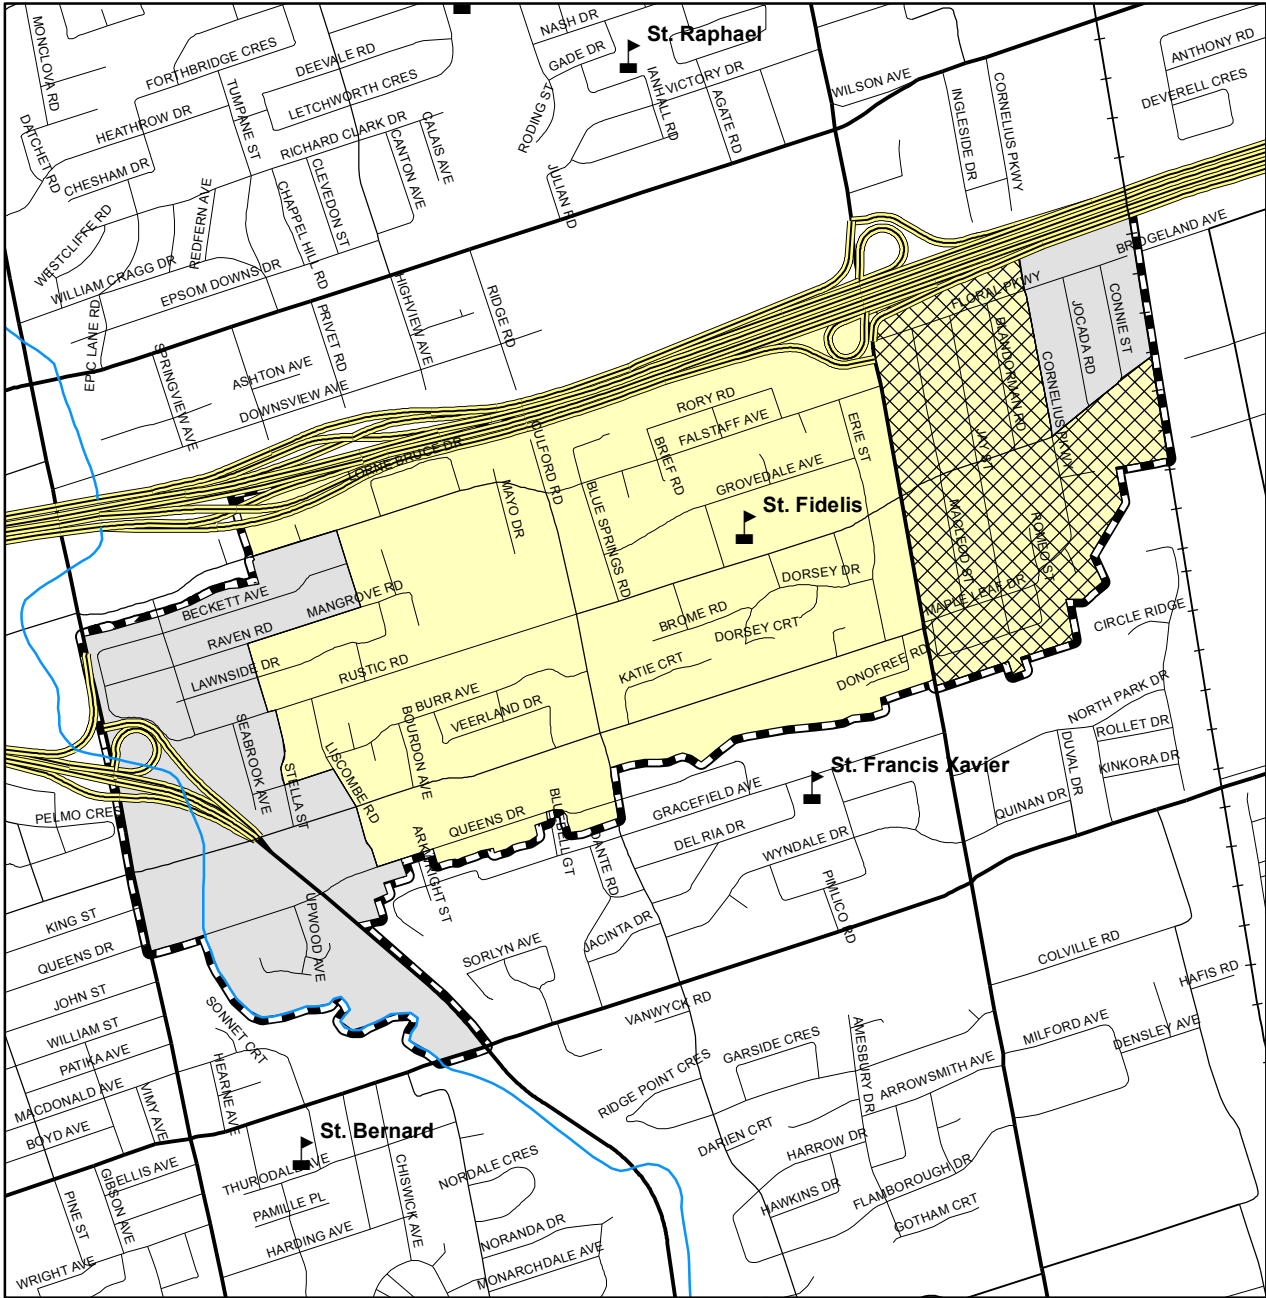 MONCLOVA RD
FORTHBRIDGE CRES
DEEVALE RD
NASH DR
GADE DR
St. Raphael
ANTHONY RD
TUMPANE ST
LETCHWORTH CRES
IANHALL RD
VICTORY DR
WILSON AVE
CORNELIUS PKWY
DEVERELL CRES
DATCHET RD
HEATHROW DR
RICHARD CLARK DR
CALAIS AVE
CANTON AVE
RODING ST
AGATE RD
INGLESIDE DR
CHESHAM DR
CLEVEDON ST
CHAPPEL HILL RD
JULIAN RD
REDFERN AVE
WESTCLIFFE RD
WILLIAM CRAGG DR
EPSOM DOWNS DR
BRIDGELAND AVE
FLORAL PKWY
HIGHVIEW AVE
RIDGE RD
PRIVET RD
EPIC LANE RD
SPRINGVIEW AVE
ASHTON AVE
DOWNSVIEW AVE
CONNIE ST
JOCADA RD
BLANDORMAN RD
CORNELIUS PKWY
RORY RD
FALSTAFF AVE
ERIE ST
LORNE BRUCE DR
CULFORD RD
BRIEF RD
JAY ST
MAYO DR
BLUE SPRINGS RD
GROVEDALE AVE
St. Fidelis
MACLEOD ST
ROMEO ST
BECKETT AVE
MANGROVE RD
DORSEY DR
MAPLE LEAF DR
CIRCLE RIDGE
RAVEN RD
BROME RD
DORSEY CRT
LAWNSIDE DR
RUSTIC RD
KATIE CRT
DONOFREE RD
NORTH PARK DR
BURR AVE
VEERLAND DR
BOURDON AVE
SEABROOK AVE
STELLA ST
LISCOMBE RD
ROLLET DR
DUVAL DR
KINKORA DR
St. Francis Xavier
PELMO CRES
QUEENS DR
BLUEBELL GT
GRACEFIELD AVE
QUINAN DR
DEL RIA DR
WYNDALE DR
ARKWRIGHT ST
DANTE RD
PIMLICO RD
KING ST
UPWOOD AVE
QUEENS DR
SORLYN AVE
JACINTA DR
COLVILLE RD
HAFIS RD
JOHN ST
SONNET CRT
VANWYCK RD
WILLIAM ST
PATIKA AVE
GARSIDE CRES
AMESBURY DR
MILFORD AVE
DENSLEY AVE
MACDONALD AVE
HEARNE AVE
RIDGE POINT CRES
ARROWSMITH AVE
VIMY AVE
BOYD AVE
St. Bernard
DARIEN CRT
HARROW DR
ELLIS AVE
GIBSON AVE
THURODALE AVE
CHISWICK AVE
NORDALE CRES
FLAMBOROUGH DR
PINE ST
PAMILLE PL
HAWKINS DR
GOTHAM CRT
HARDING AVE
NORANDA DR
WRIGHT AVE
MONARCHDALE AVE